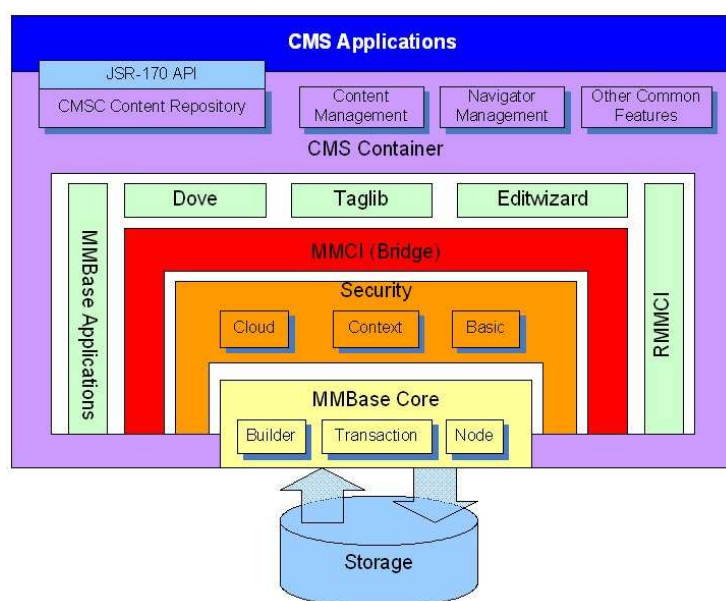 CMS Applications
JSR-170 API
CMSC Content Repository
Content
Management
Navigator
Management
Other Common
Features
CMS Container
MMBase Applications
Dove
Taglib
Editwizard
RMMCI
MMCI (Bridge)
Security
Cloud
Context
Basic
MMBase Core
Builder
Transaction
Node
Storage